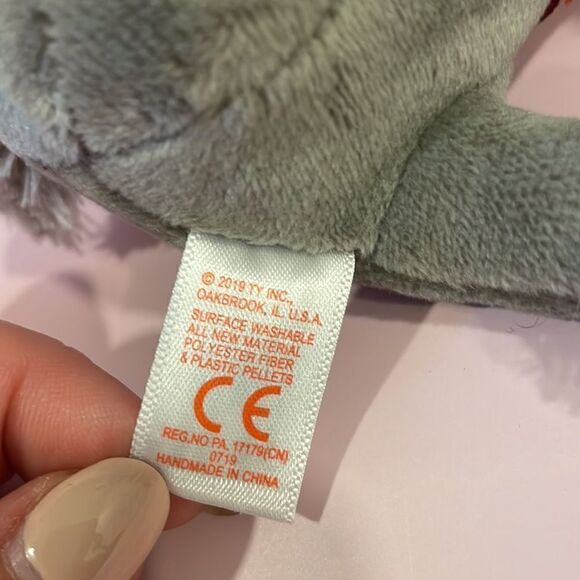 © 2019 TY INC.,
OAKBROOK, IL. U.S.A.
SURFACE WASHABLE
ALL NEW MATERIAL
POLYESTER FIBER
& PLASTIC PELLETS
CE
REG.NO PA. 17179(CN)
0719
HANDMADE IN CHINA